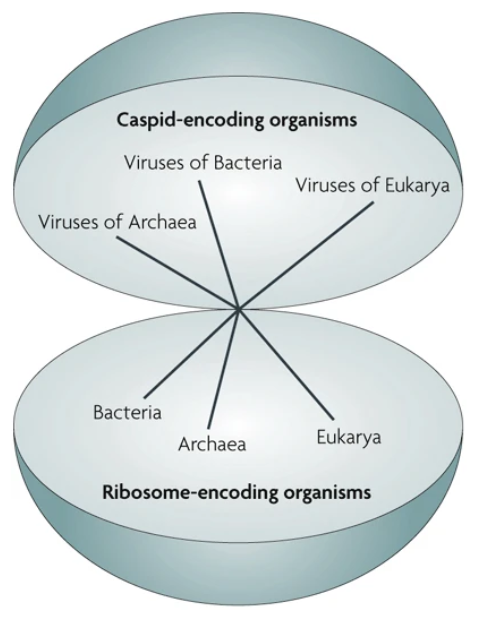 Caspid-encoding organisms
Viruses of Bacteria
Viruses of Eukarya
Viruses of Archaea
Bacteria
Archaea
Eukarya
Ribosome-encoding organisms